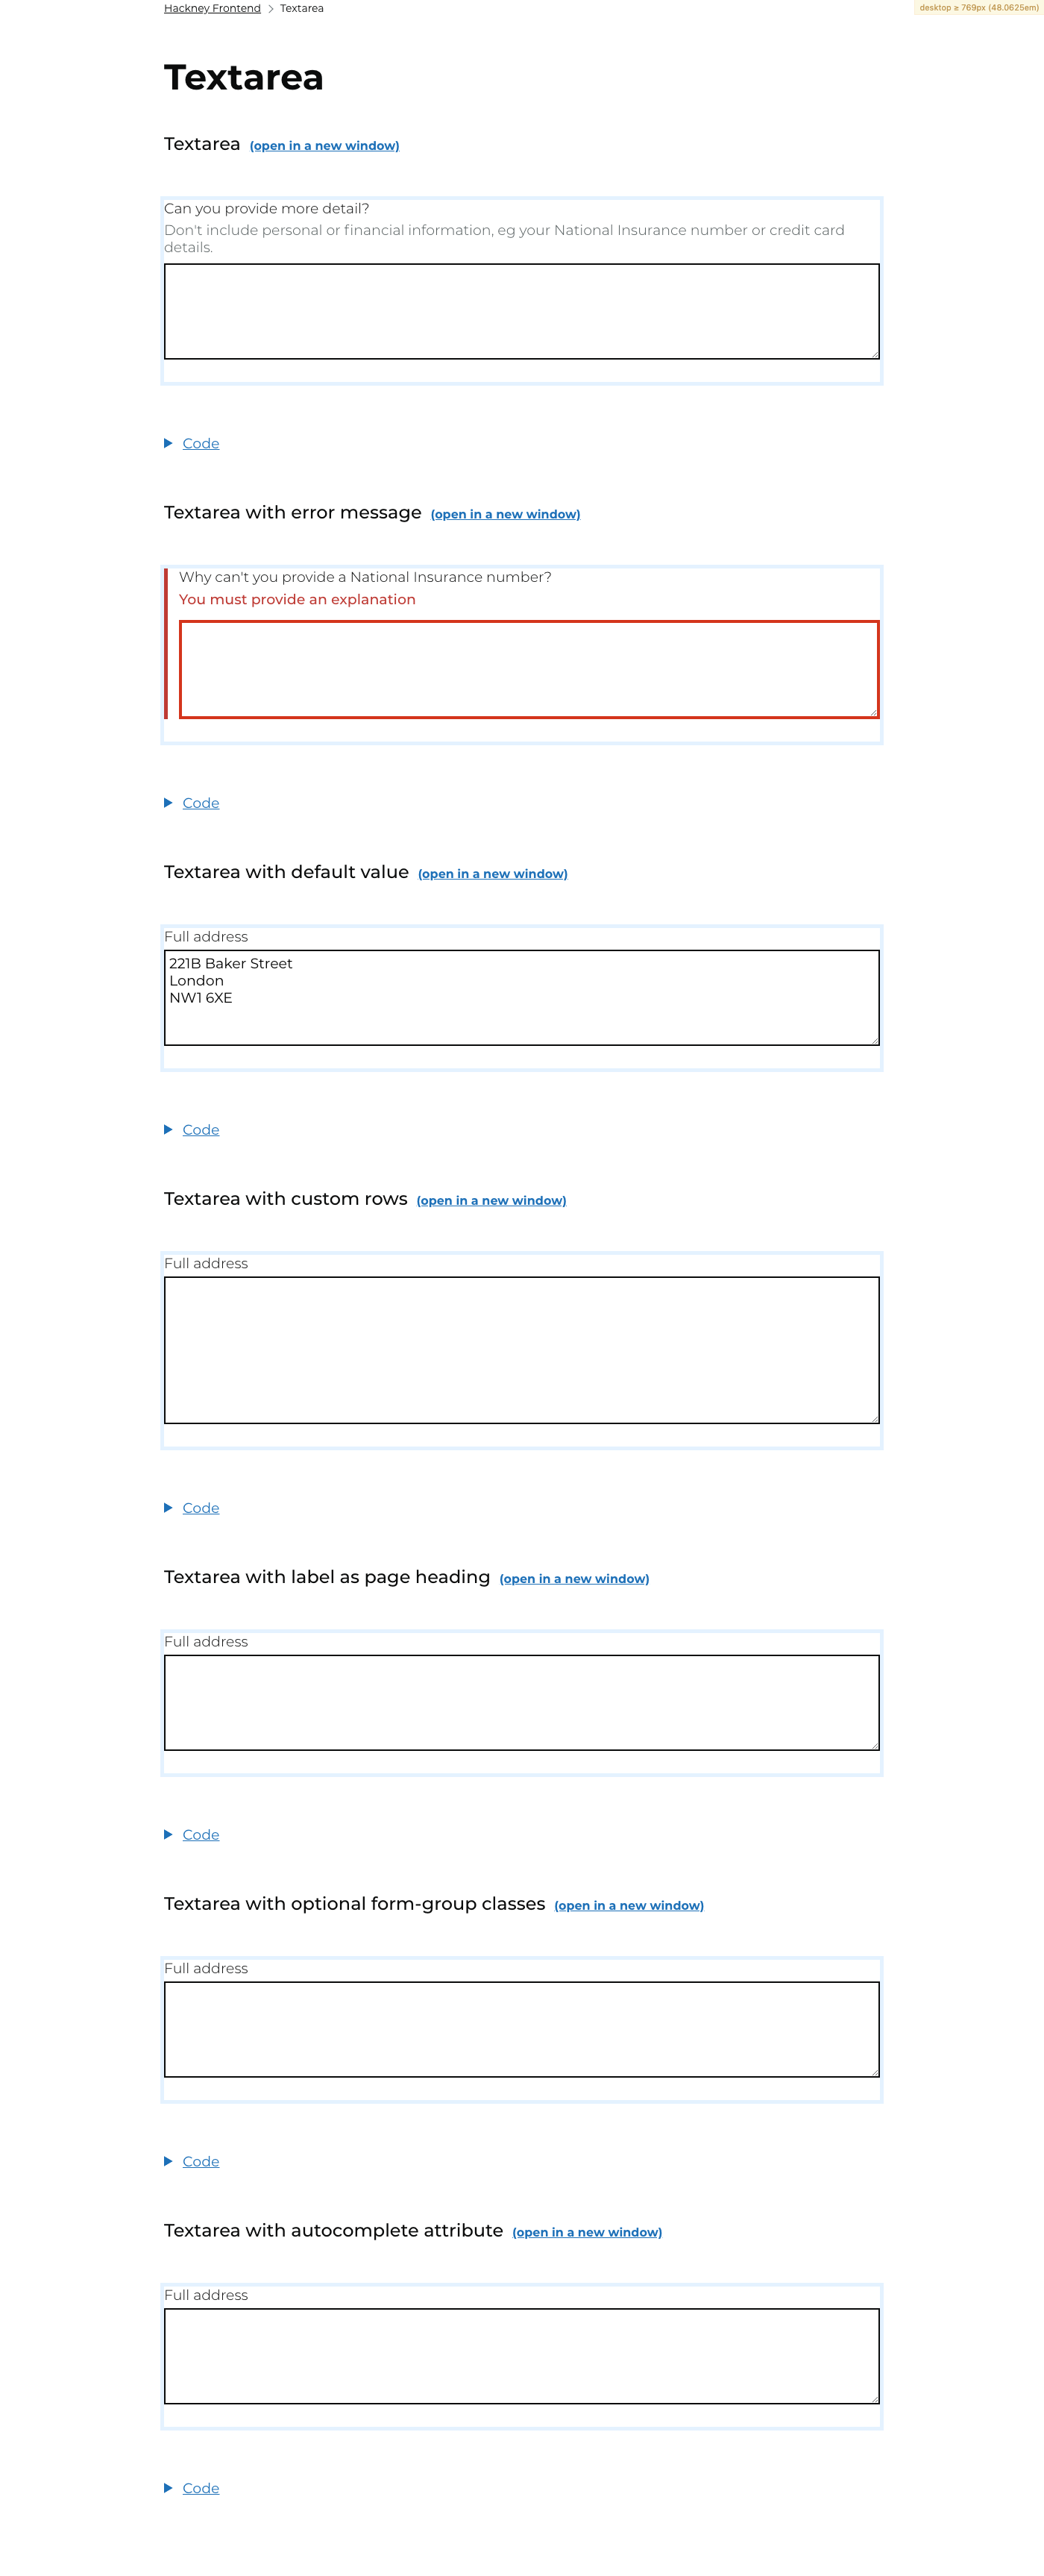 Hackney Frontend > Textarea
desktop ≥ 769px (48.0625em)
Textarea
Textarea (open in a new window)
Can you provide more detail?
Don't include personal or financial information, eg your National Insurance number or credit card
details.
Code
Textarea with error message (open in a new window)
Why can't you provide a National Insurance number?
You must provide an explanation
Code
Textarea with default value (open in a new window)
Full address
221B Baker Street
London
NW1 6XE
Code
Textarea with custom rows (open in a new window)
Full address
Code
Textarea with label as page heading (open in a new window)
Full address
Code
Textarea with optional form-group classes (open in a new window)
Full address
Code
Textarea with autocomplete attribute (open in a new window)
Full address
Code